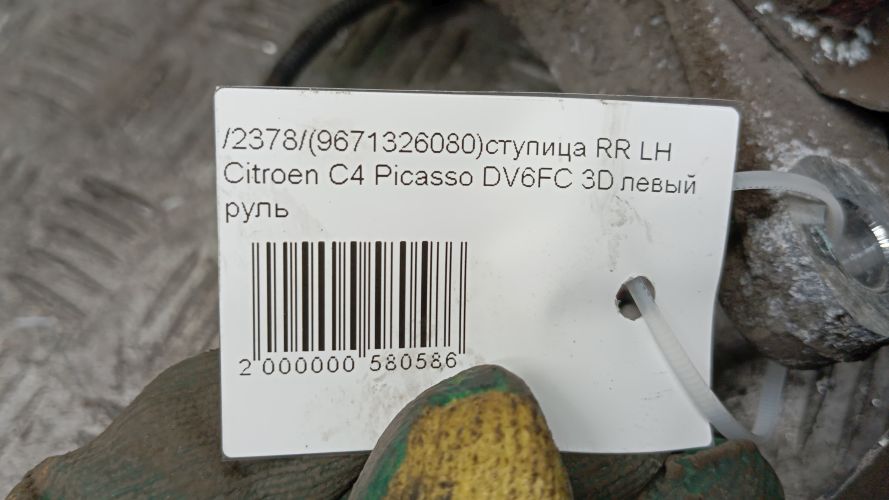 /2378/(9671326080)ступица RR LH
Citroen C4 Picasso DV6FC 3D левый
руль
2 000000 580586